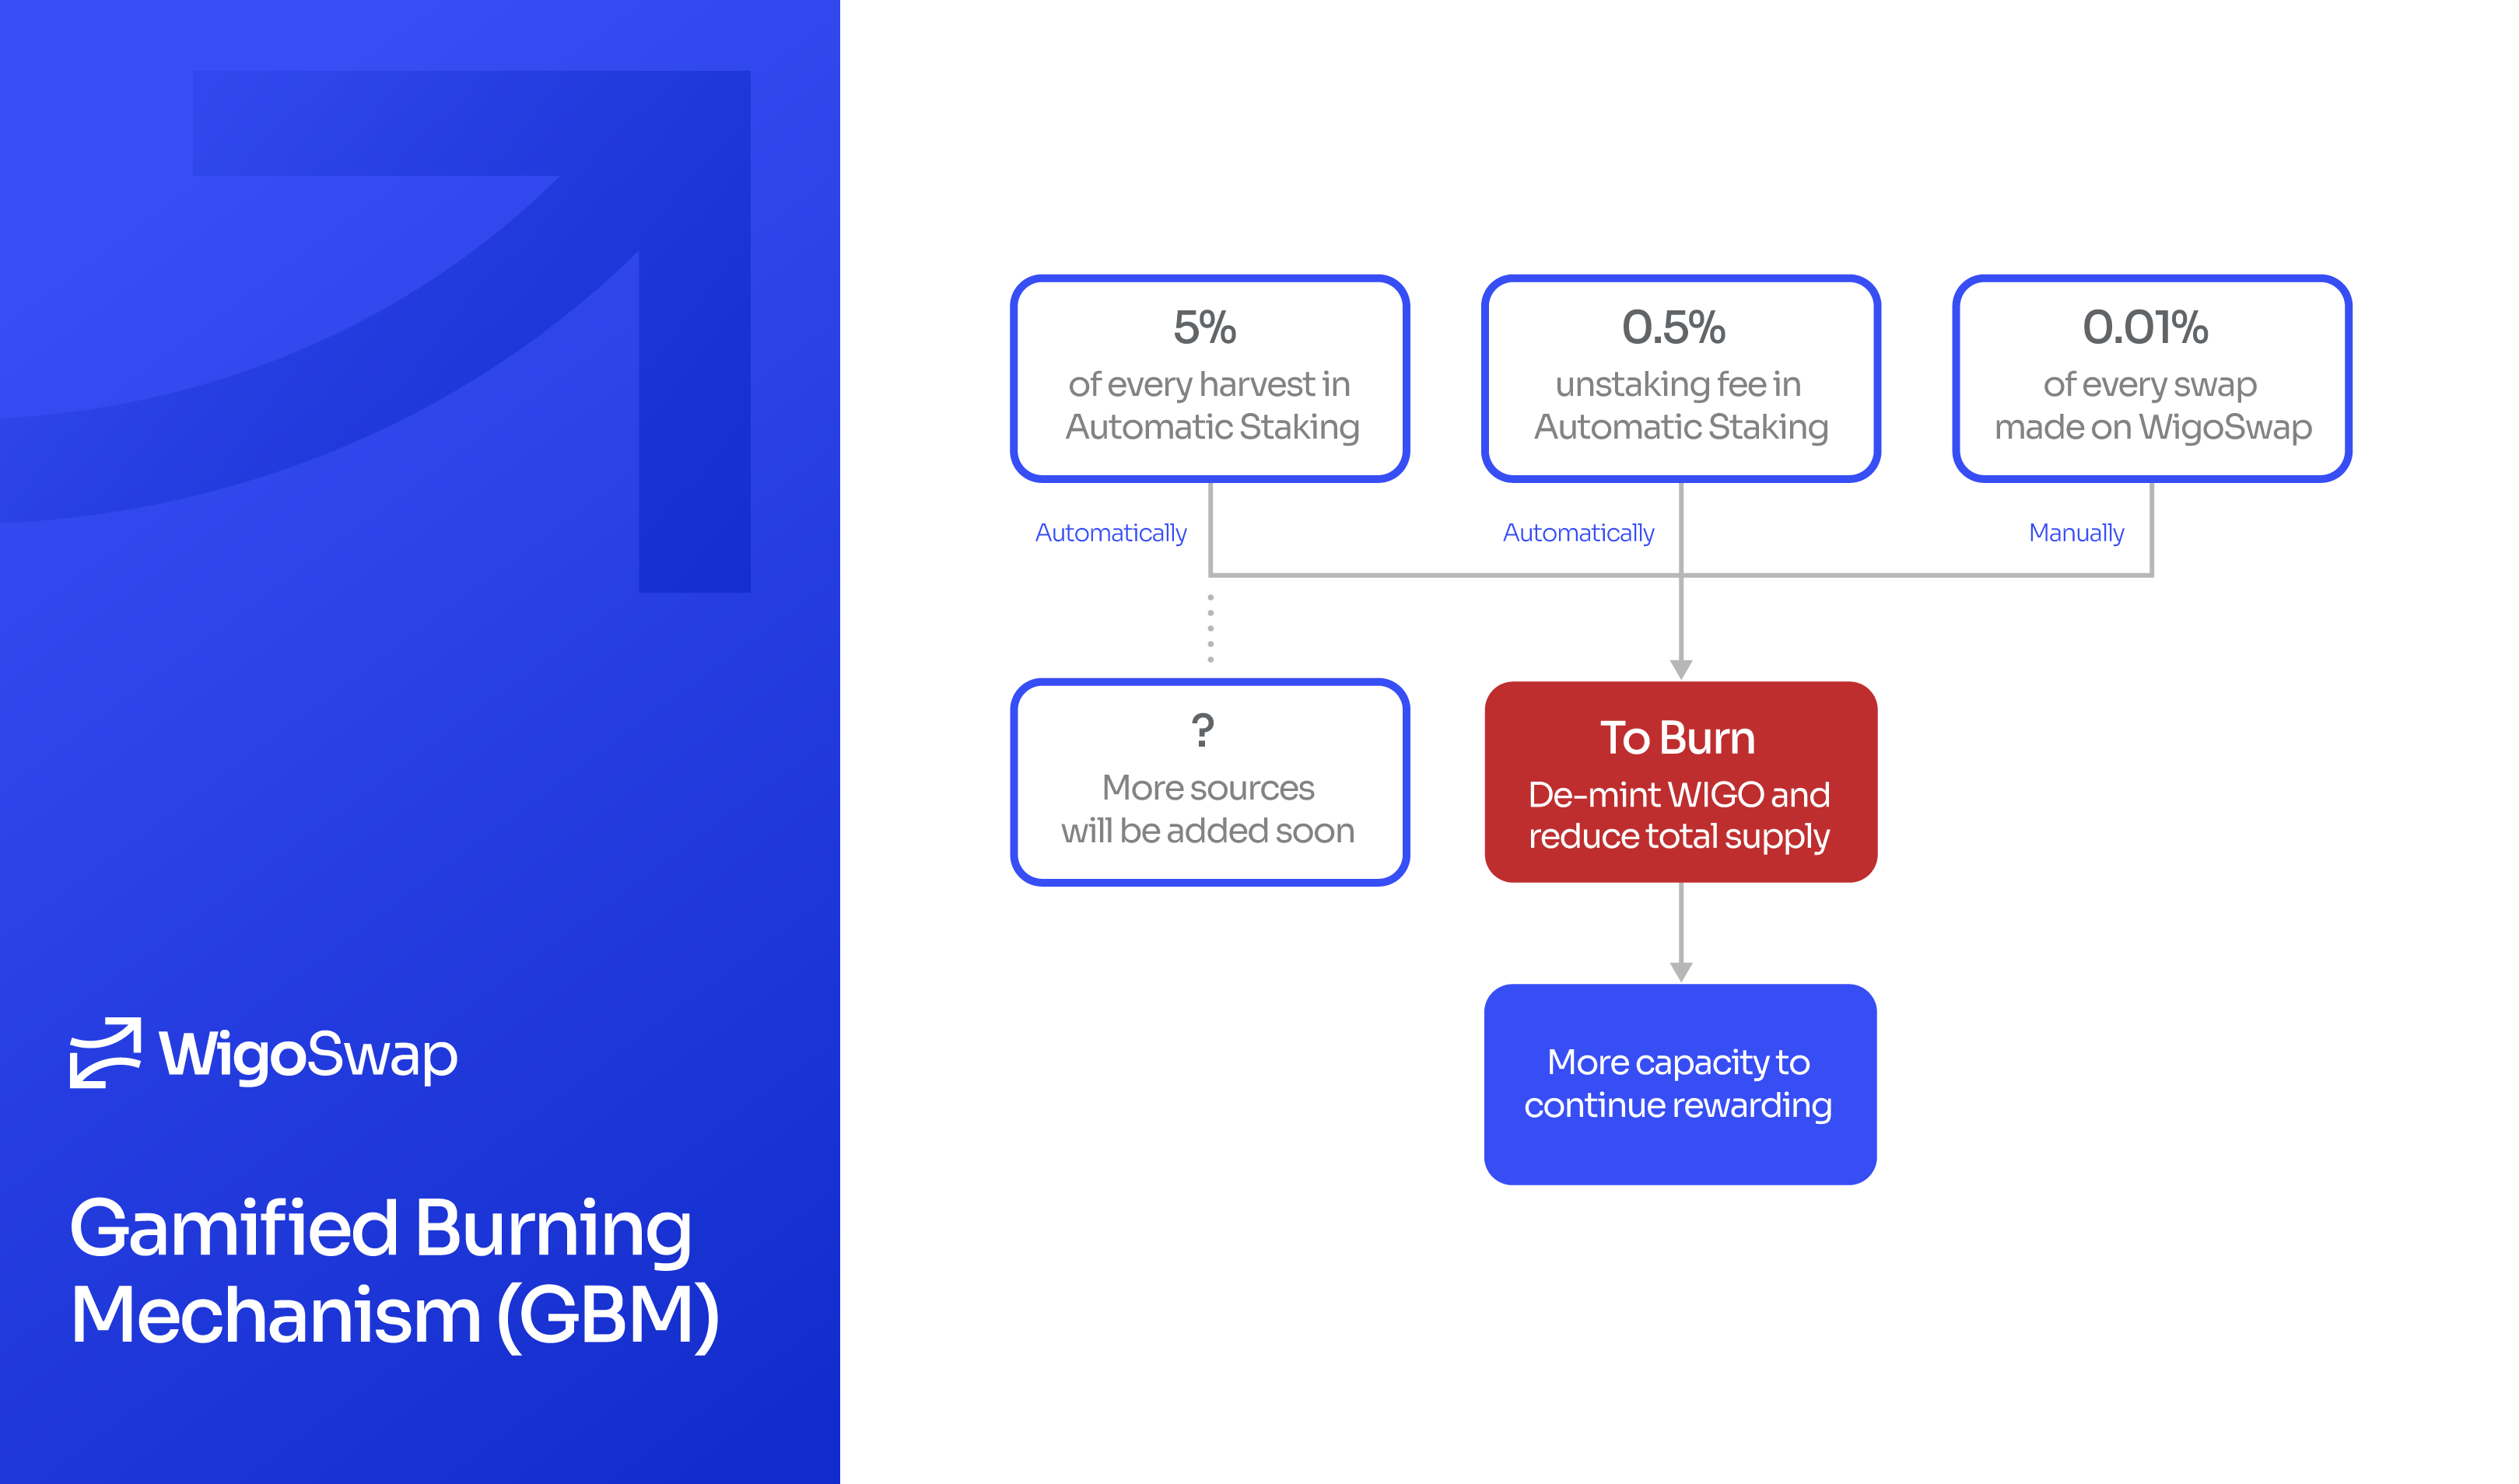 WigoSwap
Gamified Burning
Mechanism (GBM)
5%
of every harvest in
Automatic Staking
0.5%
unstaking fee in
Automatic Staking
0.01%
of every swap
made on WigoSwap
Automatically
Automatically
Manually
?
More sources
will be added soon
To Burn
De-mint WIGO and
reduce total supply
More capacity to
continue rewarding